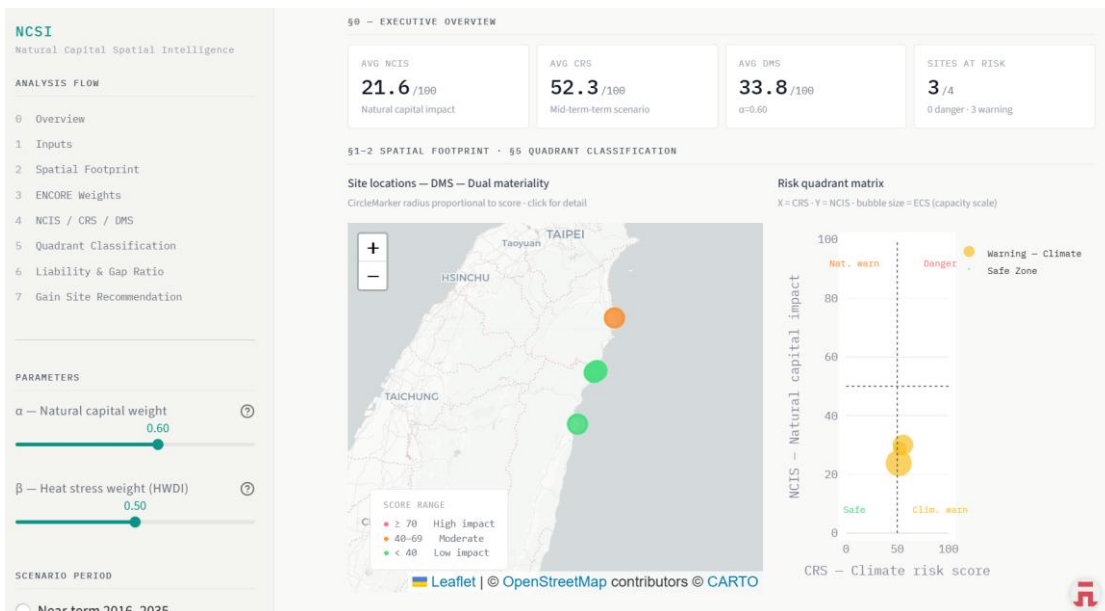 NCSI
Natural Capital Spatial Intelligence
ANALYSIS FLOW
0 Overview
1 Inputs
2 Spatial Footprint
3 ENCORE Weights
4 NCIS / CRS / DMS
5 Quadrant Classification
6 Liability & Gap Ratio
7 Gain Site Recommendation
PARAMETERS
α — Natural capital weight
0.60
β — Heat stress weight (HWDI)
0.50
SCENARIO PERIOD
Near-term 2016–2035
§0 — EXECUTIVE OVERVIEW
AVG NCIS
21.6 /100
Natural capital impact
AVG CRS
52.3 /100
Mid-term-term scenario
AVG DMS
33.8 /100
α=0.60
SITES AT RISK
3 /4
0 danger · 3 warning
§1–2 SPATIAL FOOTPRINT · §5 QUADRANT CLASSIFICATION
Site locations — DMS — Dual materiality
CircleMarker radius proportional to score · click for detail
+
−
TAIPEI
Taoyuan
HSINCHU
TAICHUNG
SCORE RANGE
≥ 70 High impact
40–69 Moderate
< 40 Low impact
Leaflet | © OpenStreetMap contributors © CARTO
Risk quadrant matrix
X = CRS · Y = NCIS · bubble size = ECS (capacity scale)
NCIS — Natural capital impact
100
80
60
40
20
0
Nat. warn
Danger
Safe
Clim. warn
0 50 100
CRS — Climate risk score
Warning — Climate
Safe Zone